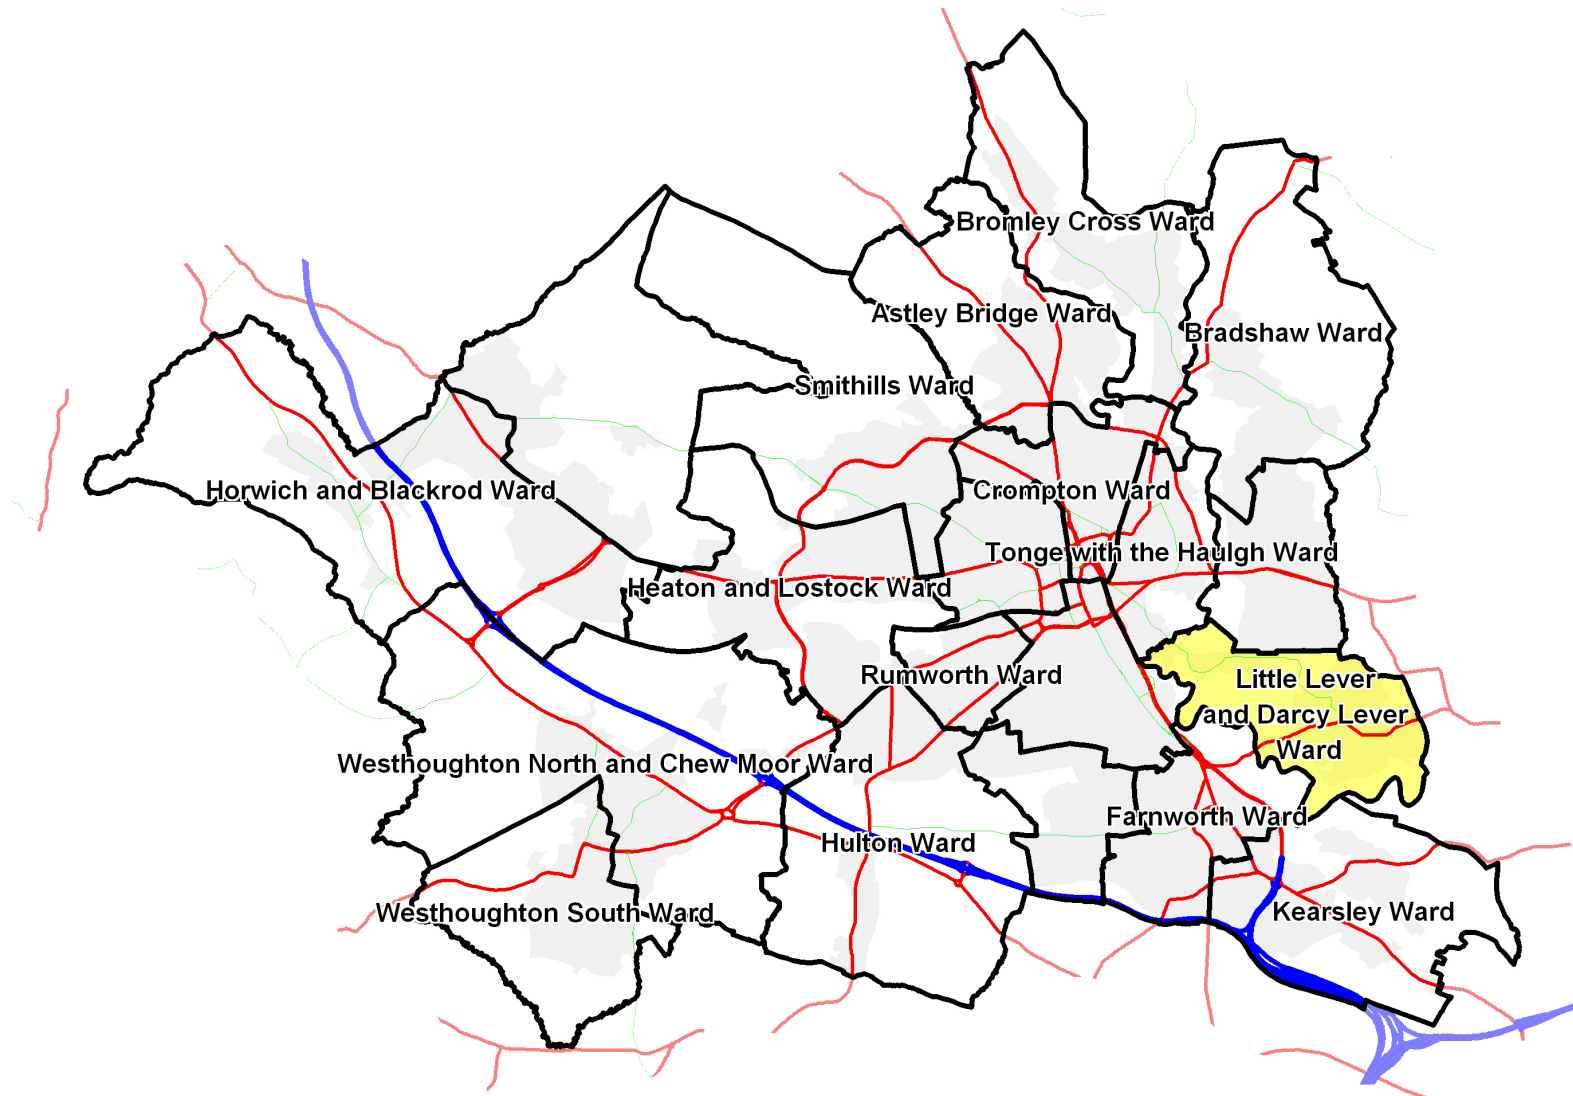 Bromley Cross Ward
Astley Bridge Ward
Bradshaw Ward
Smithills Ward
Horwich and Blackrod Ward
Crompton Ward
Tonge with the Haulgh Ward
Heaton and Lostock Ward
Rumworth Ward
Little Lever
and Darcy Lever
Ward
Westhoughton North and Chew Moor Ward
Farnworth Ward
Hulton Ward
Westhoughton South Ward
Kearsley Ward